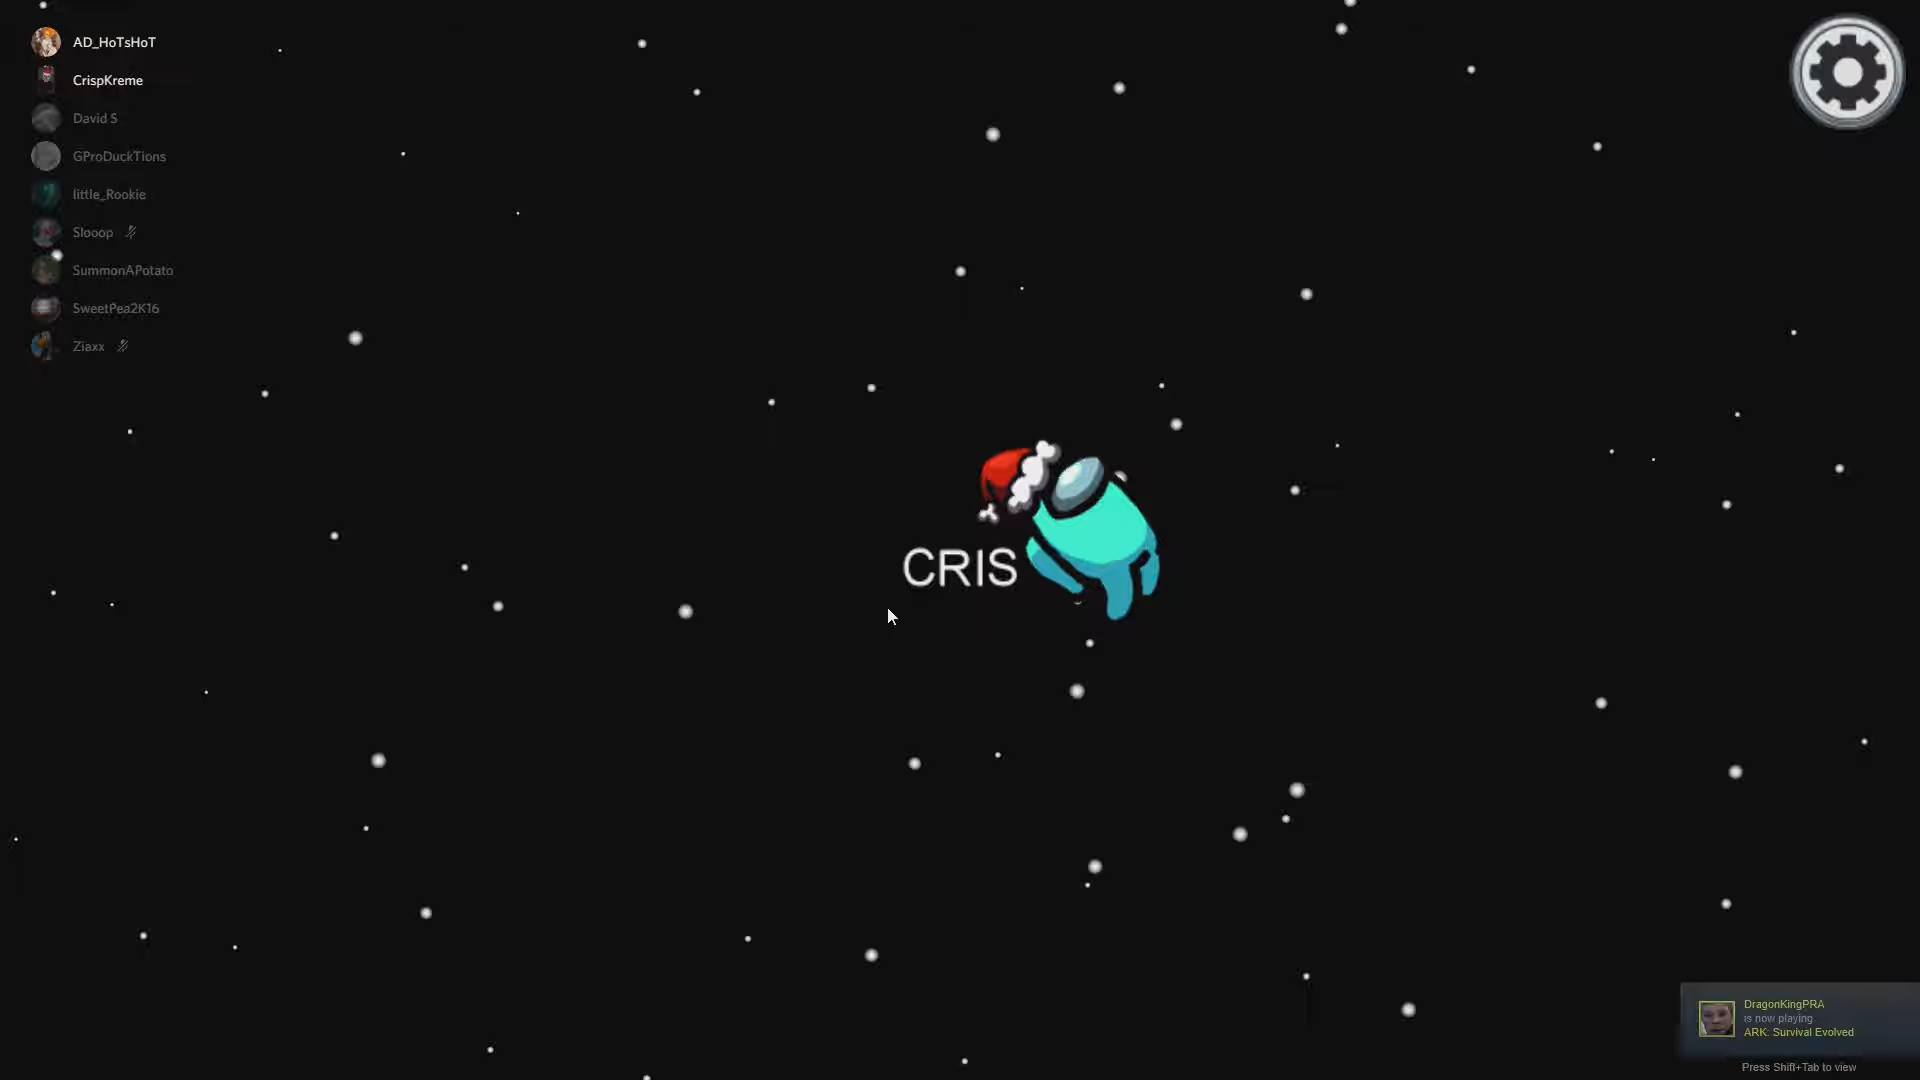 AD_HoTsHoT
CrispKreme
David S
GProDuckTions
little_Rookie
Slooop
SummonAPotato
SweetPea2K16
Ziaxx
CRIS
DragonKingPRA
is now playing
ARK: Survival Evolved
Press Shift+Tab to view